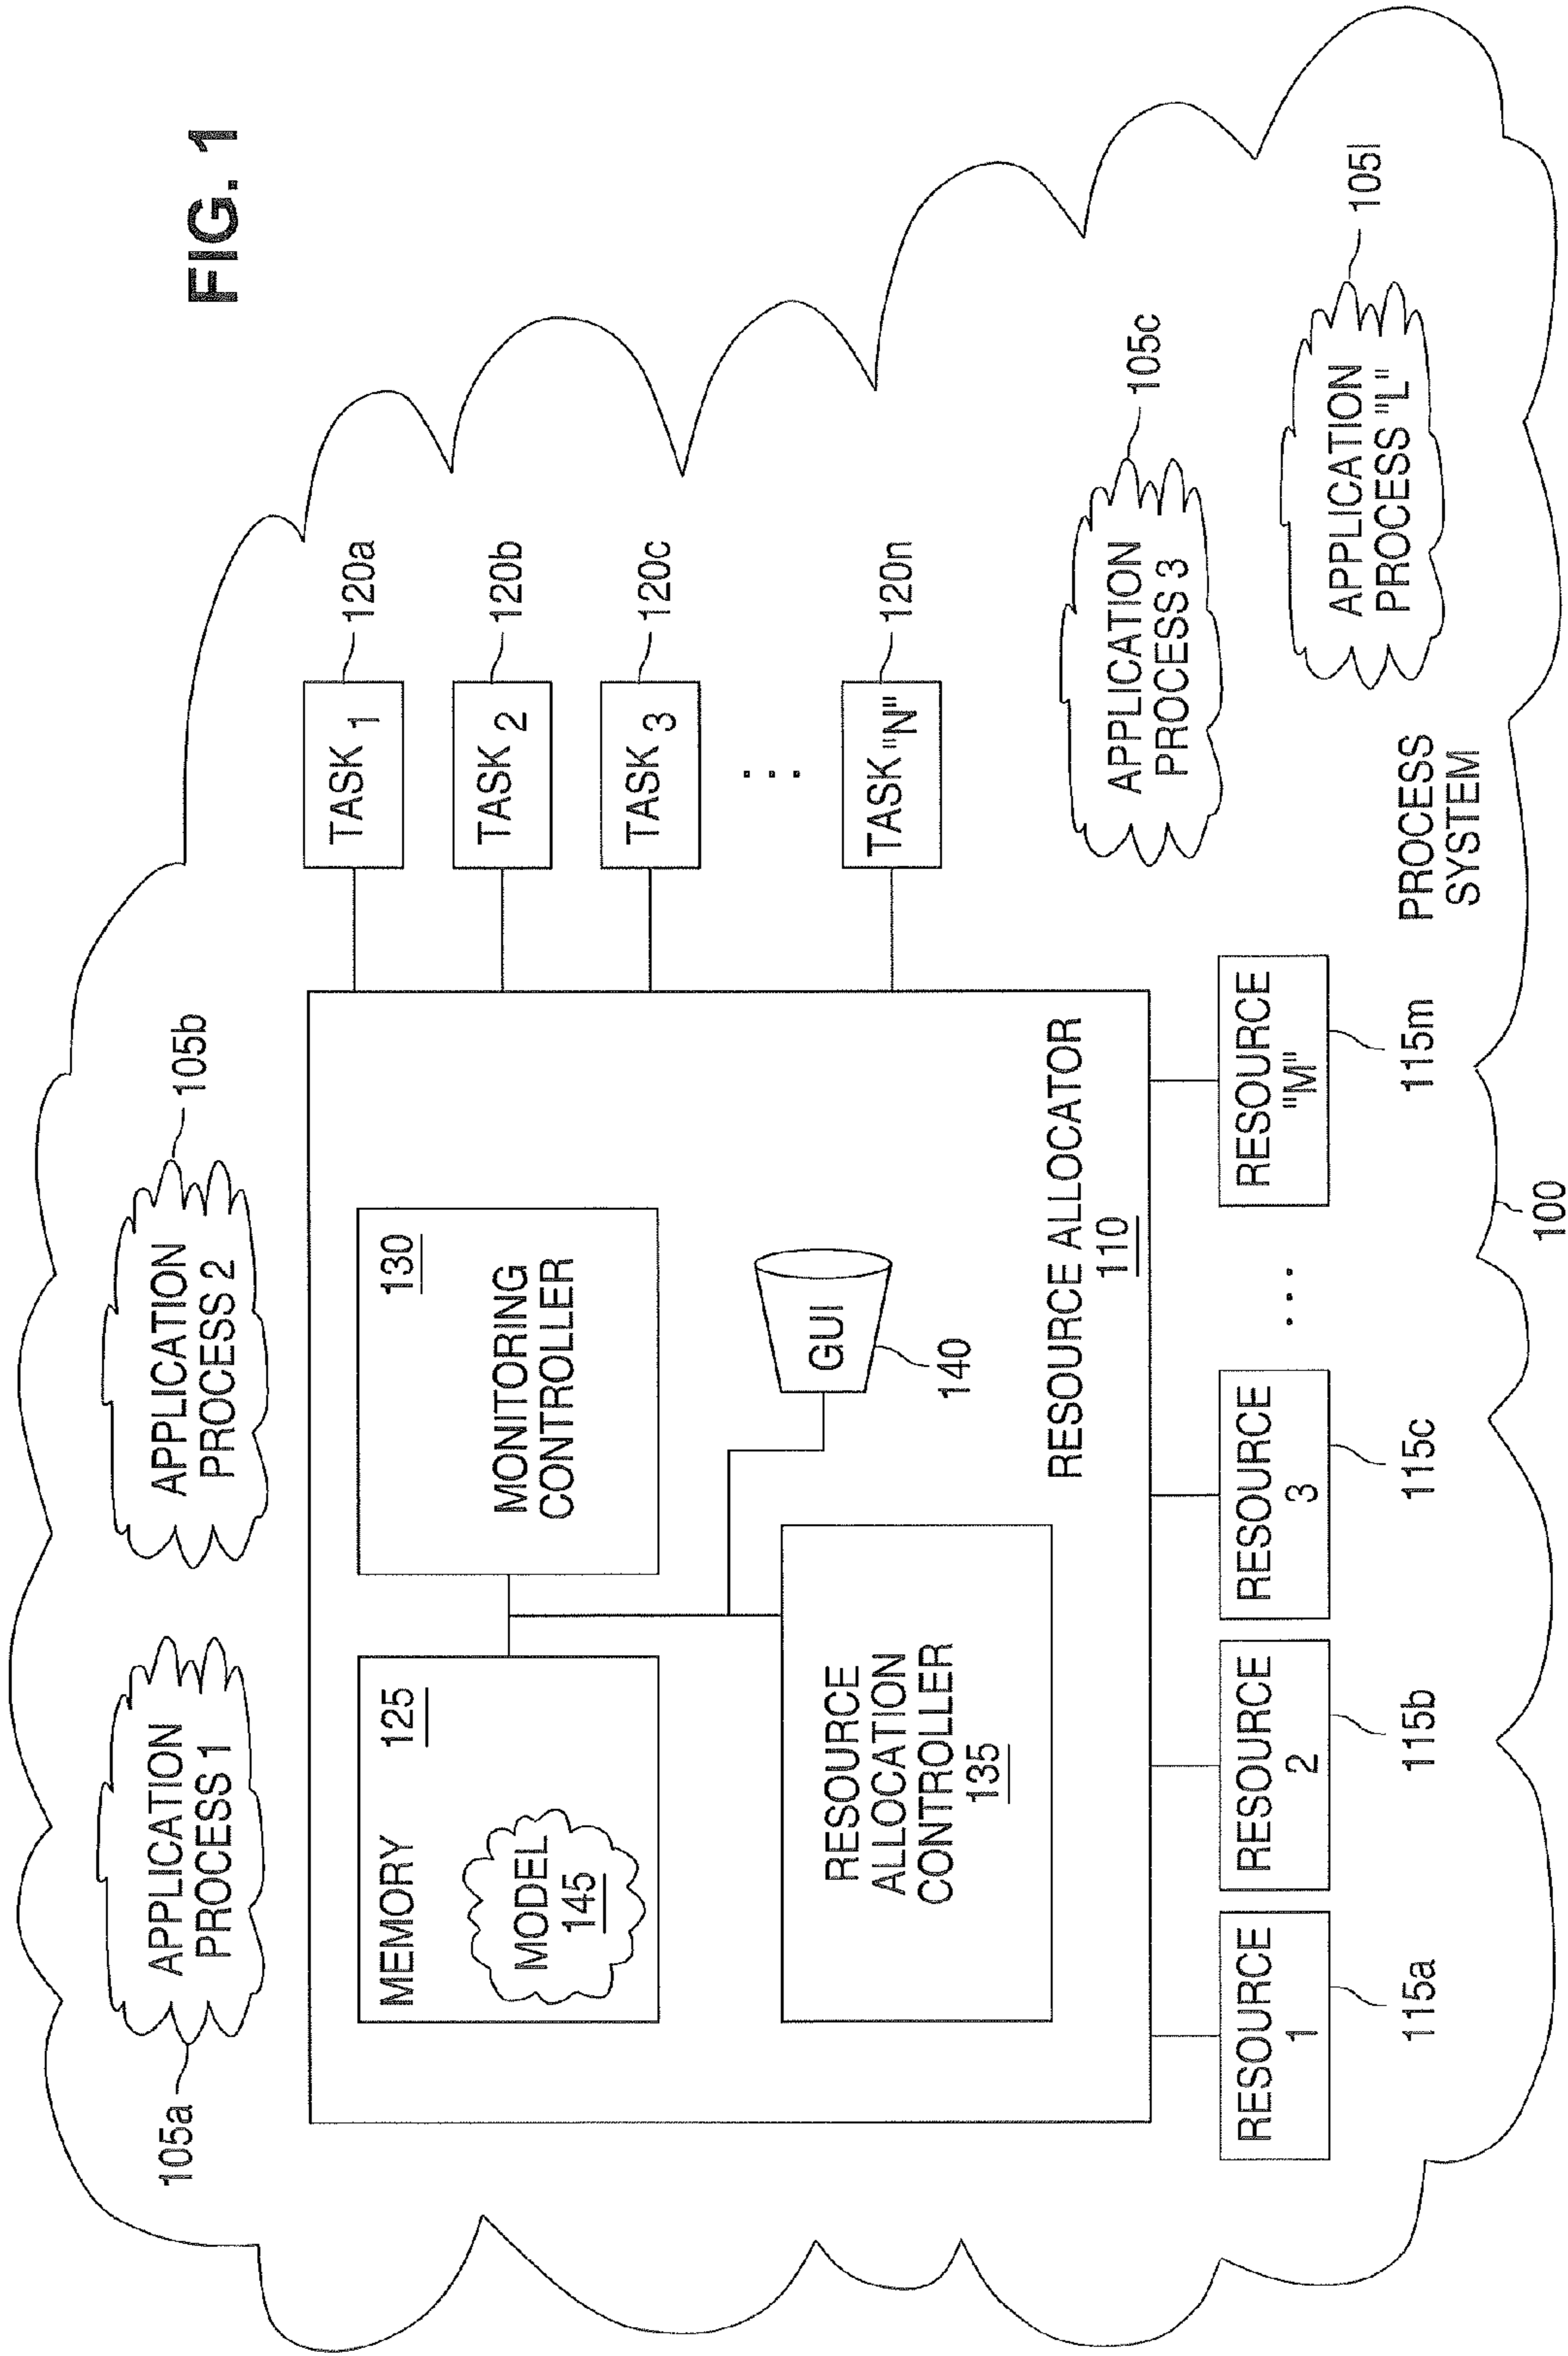 FIG. 1
105a
APPLICATION
PROCESS 1
APPLICATION
PROCESS 2
105b
MEMORY
125
MODEL
145
130
MONITORING
CONTROLLER
RESOURCE
ALLOCATION
CONTROLLER
135
GUI
140
RESOURCE ALLOCATOR
110
TASK 1
120a
TASK 2
120b
TASK 3
120c
...
TASK "N"
120n
APPLICATION
PROCESS 3
105c
APPLICATION
PROCESS "L"
105l
RESOURCE
1
115a
RESOURCE
2
115b
RESOURCE
3
115c
...
RESOURCE
"M"
115m
PROCESS
SYSTEM
100